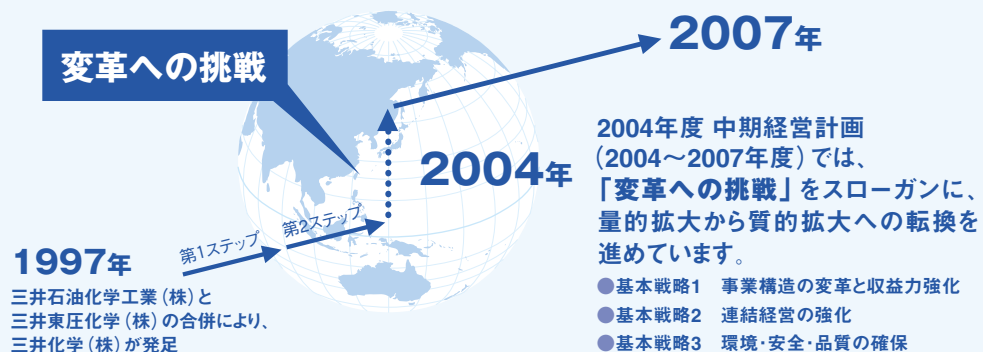 2007年
変革への挑戦
2004年
2004年度 中期経営計画
（2004～2007年度）では、
「変革への挑戦」をスローガンに、
量的拡大から質的拡大への転換を
進めています。
●基本戦略1　事業構造の変革と収益力強化
●基本戦略2　連結経営の強化
●基本戦略3　環境・安全・品質の確保
第1ステップ
第2ステップ
1997年
三井石油化学工業（株）と
三井東圧化学（株）の合併により、
三井化学（株）が発足